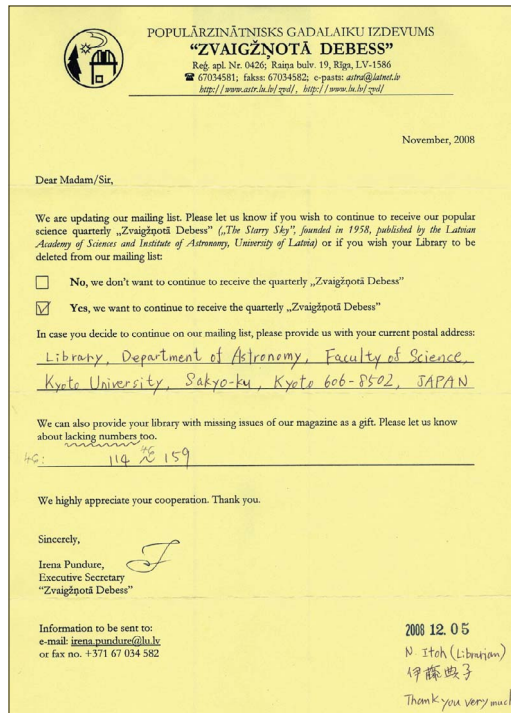 POPULĀRZINĀTNISKS GADALAIKU IZDEVUMS
“ZVAIGŽŅOTĀ DEBESS”
Reģ. apl. Nr. 0426; Raiņa bulv. 19, Rīga, LV-1586
☎ 67034581; fakss: 67034582; e-pasts: astra@latnet.lv
http://www.astr.lu.lv/zvd/, http://www.lu.lv/zvd/
November, 2008
Dear Madam/Sir,
We are updating our mailing list. Please let us know if you wish to continue to receive our popular
science quarterly „Zvaigžņotā Debess” („The Starry Sky”, founded in 1958, published by the Latvian
Academy of Sciences and Institute of Astronomy, University of Latvia) or if you wish your Library to be
deleted from our mailing list:
No, we don't want to continue to receive the quarterly „Zvaigžņotā Debess”
Yes, we want to continue to receive the quarterly „Zvaigžņotā Debess”
In case you decide to continue on our mailing list, please provide us with your current postal address:
Library, Department of Astronomy, Faculty of Science,
Kyoto University, Sakyo-ku, Kyoto 606-8502, JAPAN
We can also provide your library with missing issues of our magazine as a gift. Please let us know
about lacking numbers too.
114 159
We highly appreciate your cooperation. Thank you.
Sincerely,
Irena Pundure,
Executive Secretary
“Zvaigžņotā Debess”
Information to be sent to:
e-mail: irena.pundure@lu.lv
or fax no. +371 67 034 582
2008 12. 05
N. Itoh (Librarian)
伊藤典子
Thank you very much